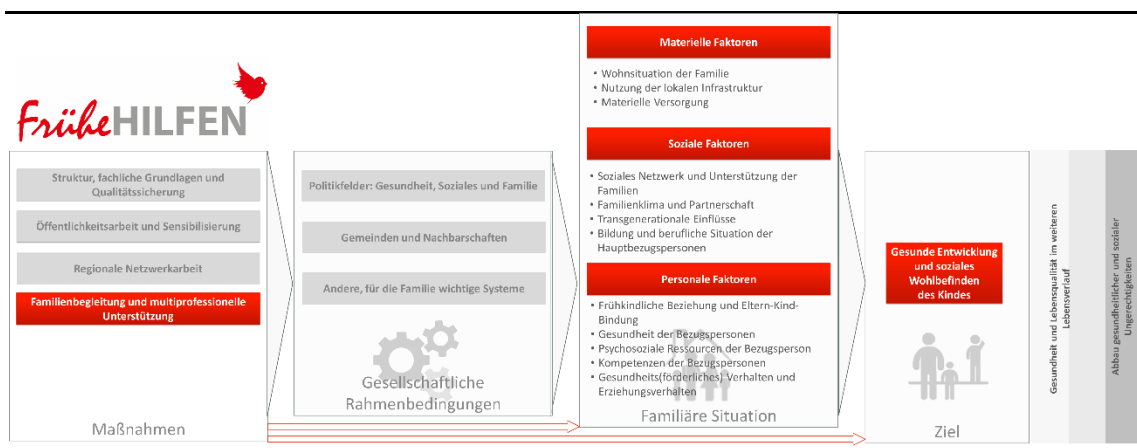 Frühe HILFEN
Struktur, fachliche Grundlagen und
Qualitätssicherung
Öffentlichkeitsarbeit und Sensibilisierung
Regionale Netzwerkarbeit
Familienbegleitung und multiprofessionelle
Unterstützung
Maßnahmen
Politikfelder: Gesundheit, Soziales und Familie
Gemeinden und Nachbarschaften
Andere, für die Familie wichtige Systeme
Gesellschaftliche
Rahmenbedingungen
Materielle Faktoren
• Wohnsituation der Familie
• Nutzung der lokalen Infrastruktur
• Materielle Versorgung
Soziale Faktoren
• Soziales Netzwerk und Unterstützung der
Familien
• Familienklima und Partnerschaft
• Transgenerationale Einflüsse
• Bildung und berufliche Situation der
Hauptbezugspersonen
Personale Faktoren
• Frühkindliche Beziehung und Eltern-Kind-
Bindung
• Gesundheit der Bezugspersonen
• Psychosoziale Ressourcen der Bezugsperson
• Kompetenzen der Bezugspersonen
• Gesundheits(förderliches) Verhalten und
Erziehungsverhalten
Familiäre Situation
Gesunde Entwicklung
und soziales
Wohlbefinden
des Kindes
Ziel
Gesundheit und Lebensqualität im weiteren
Lebensverlauf
Abbau gesundheitlicher und sozialer
Ungerechtigkeiten